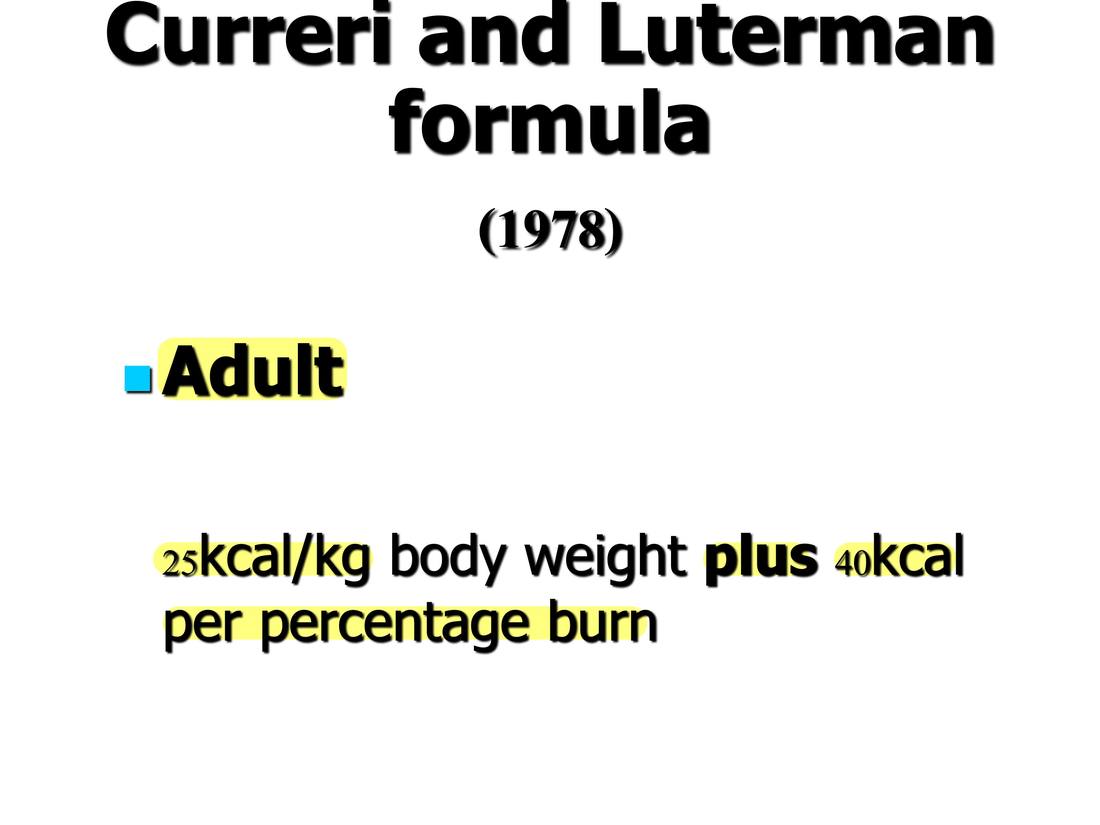 Curreri and Luterman
formula
(1978)
Adult
25kcal/kg body weight plus 40kcal
per percentage burn